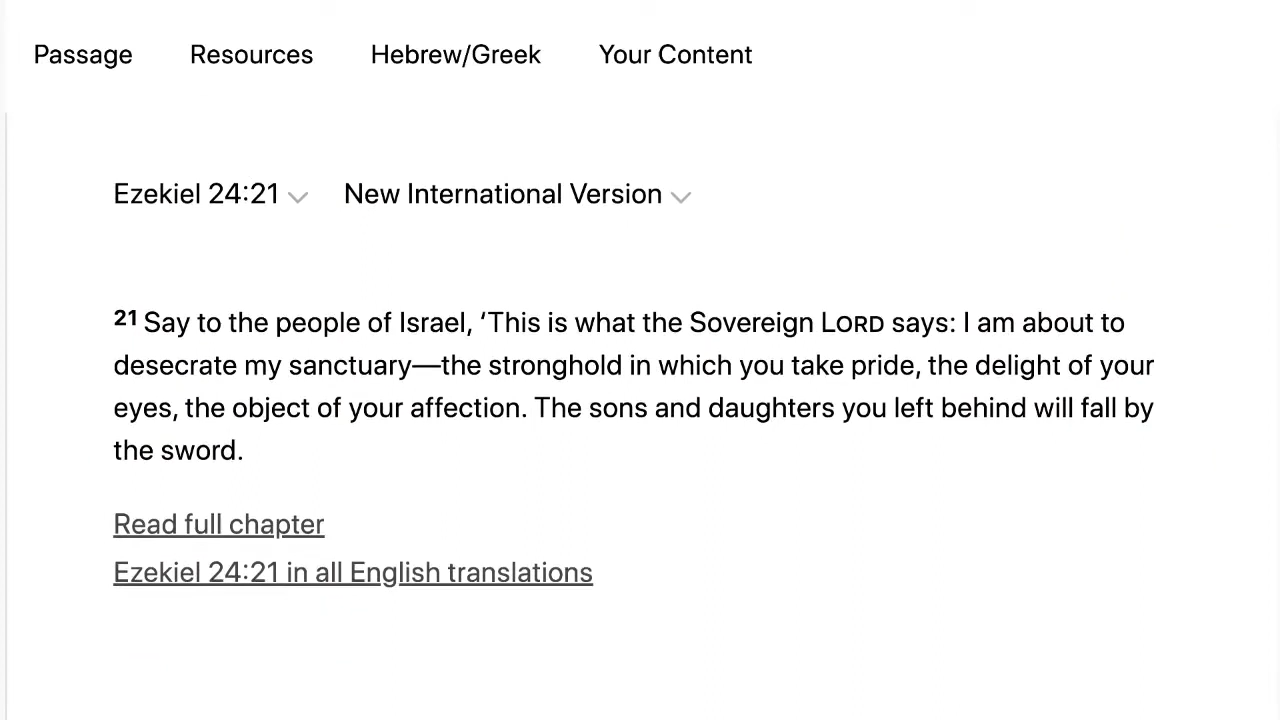 Passage Resources Hebrew/Greek Your Content
Ezekiel 24:21 New International Version
21 Say to the people of Israel, ‘This is what the Sovereign LORD says: I am about to
desecrate my sanctuary—the stronghold in which you take pride, the delight of your
eyes, the object of your affection. The sons and daughters you left behind will fall by
the sword.
Read full chapter
Ezekiel 24:21 in all English translations